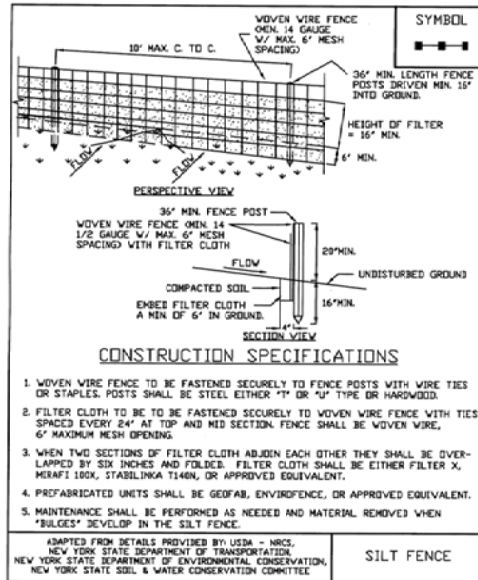 WOVEN WIRE FENCE
(MIN. 14 GAUGE
W/ MAX. 6" MESH
SPACING)
SYMBOL
10' MAX. C. TO C.
36" MIN. LENGTH FENCE
POSTS DRIVEN MIN. 16"
INTO GROUND.
HEIGHT OF FILTER
= 16" MIN.
6" MIN.
FLOW
FLOW
PERSPECTIVE VIEW
36" MIN. FENCE POST
WOVEN WIRE FENCE (MIN. 14
1/2 GAUGE W/ MAX. 6" MESH
SPACING) WITH FILTER CLOTH
FLOW
20"MIN.
UNDISTURBED GROUND
COMPACTED SOIL
16"MIN.
EMBED FILTER CLOTH
A MIN. OF 6" IN GROUND.
4"
SECTION VIEW
CONSTRUCTION SPECIFICATIONS
1. WOVEN WIRE FENCE TO BE FASTENED SECURELY TO FENCE POSTS WITH WIRE TIES
OR STAPLES. POSTS SHALL BE STEEL EITHER "T" OR "U" TYPE OR HARDWOOD.
2. FILTER CLOTH TO BE TO BE FASTENED SECURELY TO WOVEN WIRE FENCE WITH TIES
SPACED EVERY 24" AT TOP AND MID SECTION. FENCE SHALL BE WOVEN WIRE,
6" MAXIMUM MESH OPENING.
3. WHEN TWO SECTIONS OF FILTER CLOTH ADJOIN EACH OTHER THEY SHALL BE OVER-
LAPPED BY SIX INCHES AND FOLDED. FILTER CLOTH SHALL BE EITHER FILTER X,
MIRAFI 100X, STABILINKA T140N, OR APPROVED EQUIVALENT.
4. PREFABRICATED UNITS SHALL BE GEOFAB, ENVIROFENCE, OR APPROVED EQUIVALENT.
5. MAINTENANCE SHALL BE PERFORMED AS NEEDED AND MATERIAL REMOVED WHEN
"BULGES" DEVELOP IN THE SILT FENCE.
ADAPTED FROM DETAILS PROVIDED BY: USDA - NRCS,
NEW YORK STATE DEPARTMENT OF TRANSPORTATION,
NEW YORK STATE DEPARTMENT OF ENVIRONMENTAL CONSERVATION,
NEW YORK STATE SOIL & WATER CONSERVATION COMMITTEE
SILT FENCE